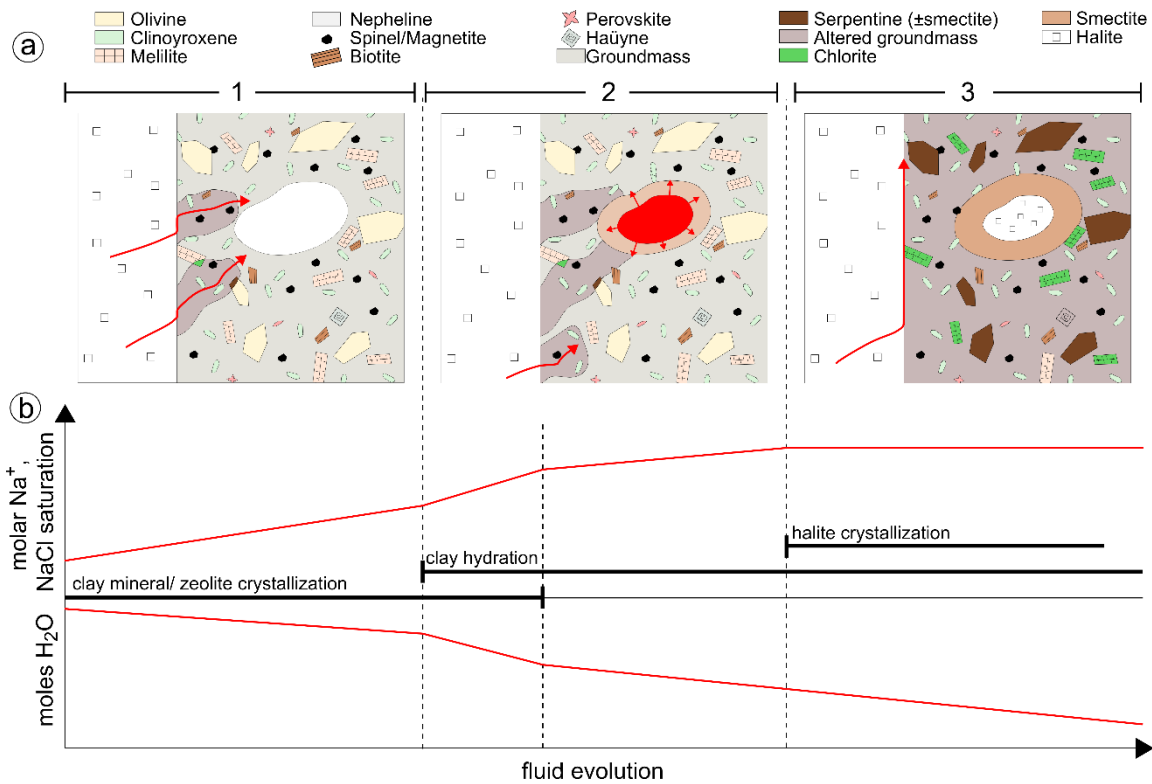 Olivine Nepheline Perovskite Serpentine (±smectite) Smectite
Clinoyroxene Spinel/Magnetite Haüyne Altered groundmass Halite
Melilite Biotite Groundmass Chlorite
a
1 2 3
b
molar Na⁺,
NaCl saturation
halite crystallization
clay hydration
clay mineral/ zeolite crystallization
moles H₂O
fluid evolution